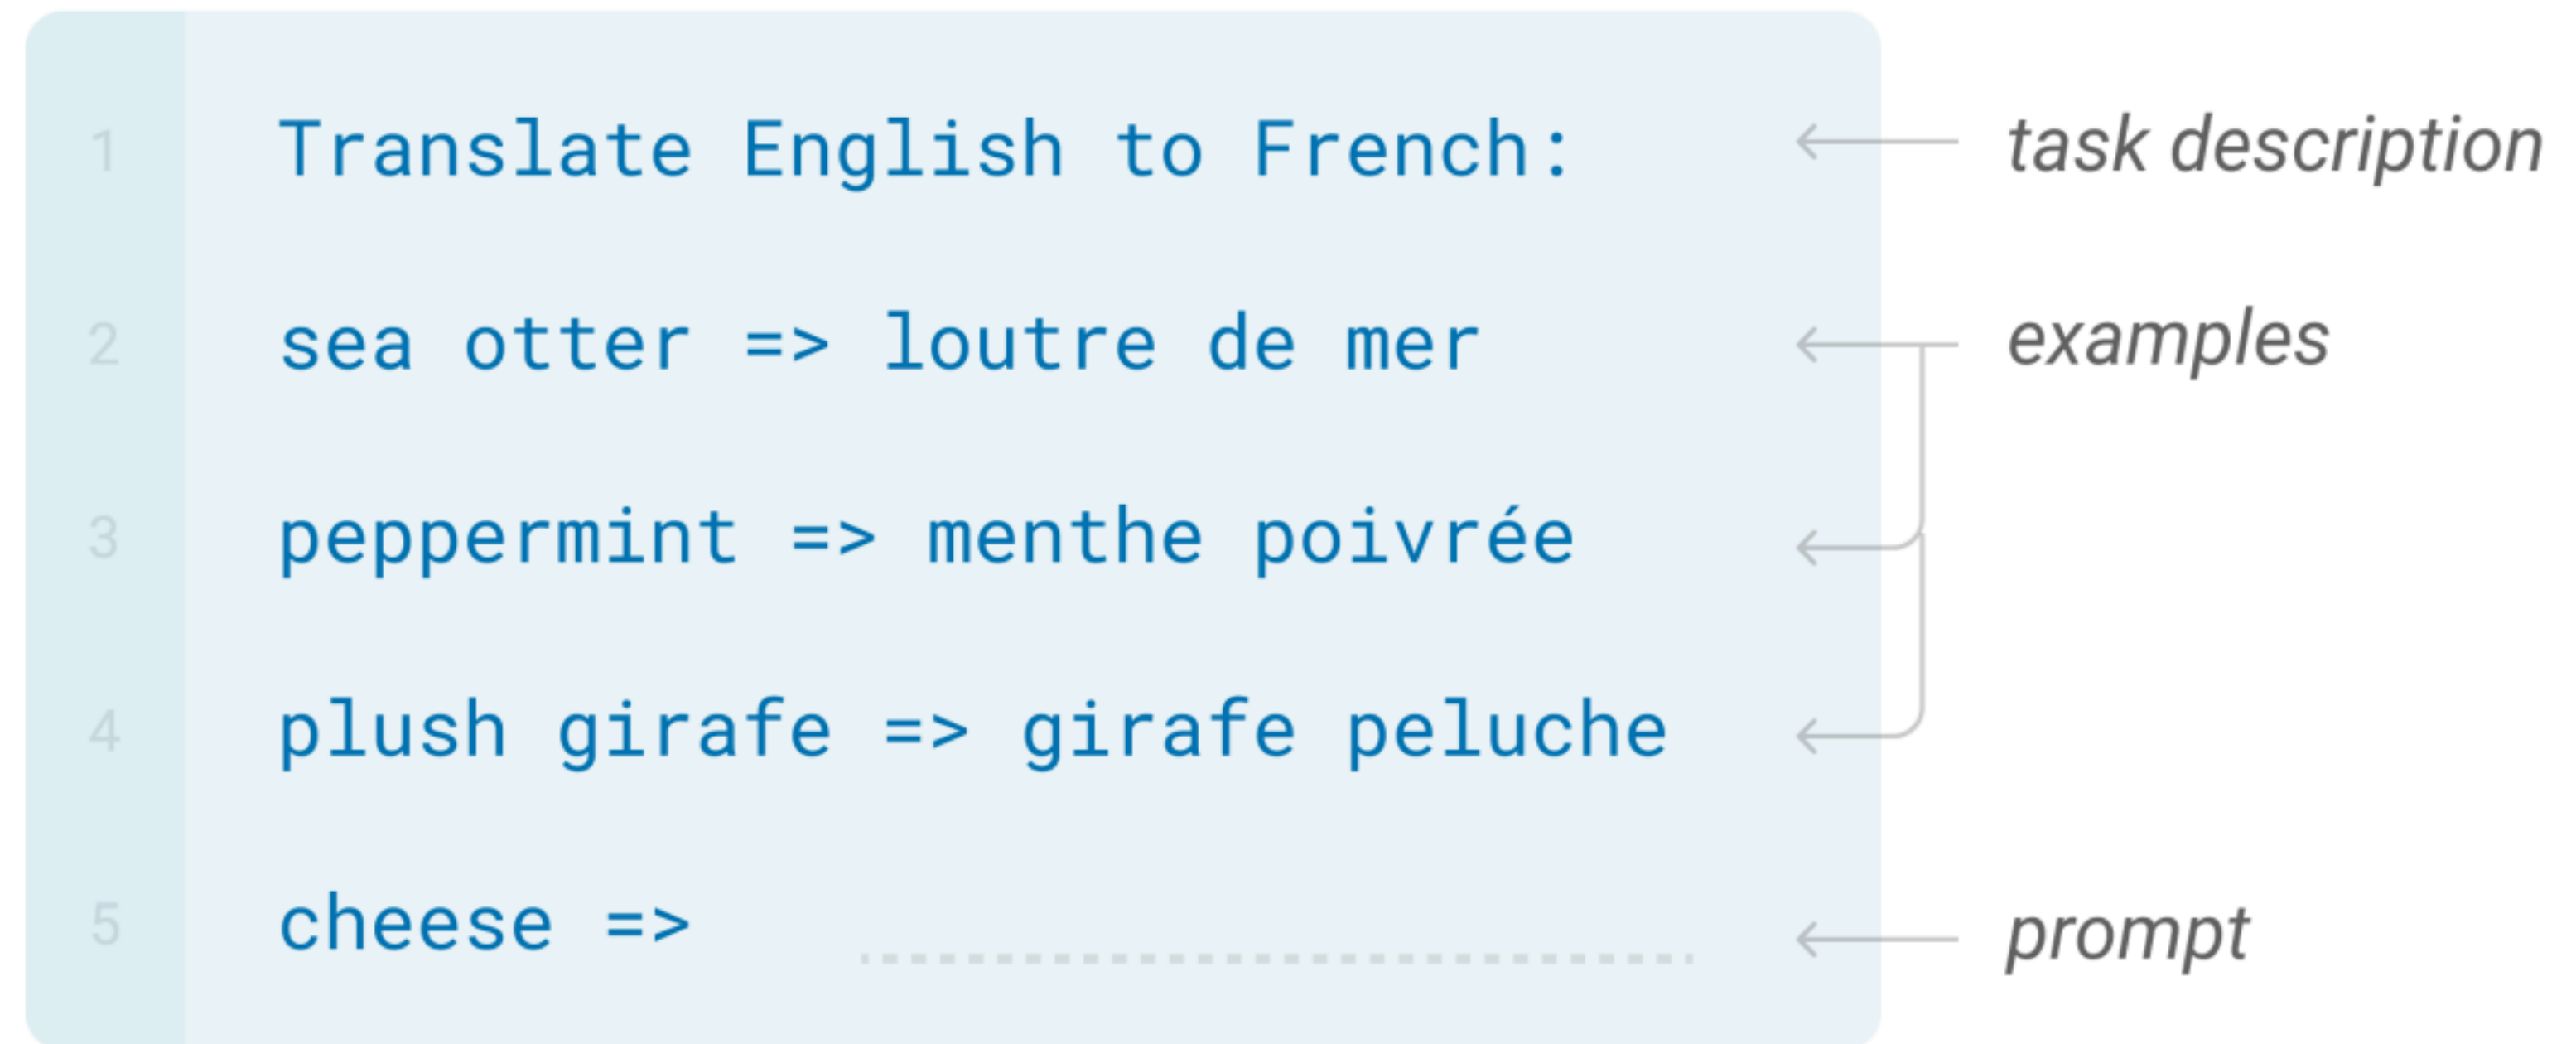 1 Translate English to French: task description
2 sea otter => loutre de mer examples
3 peppermint => menthe poivrée
4 plush girafe => girafe peluche
5 cheese => prompt